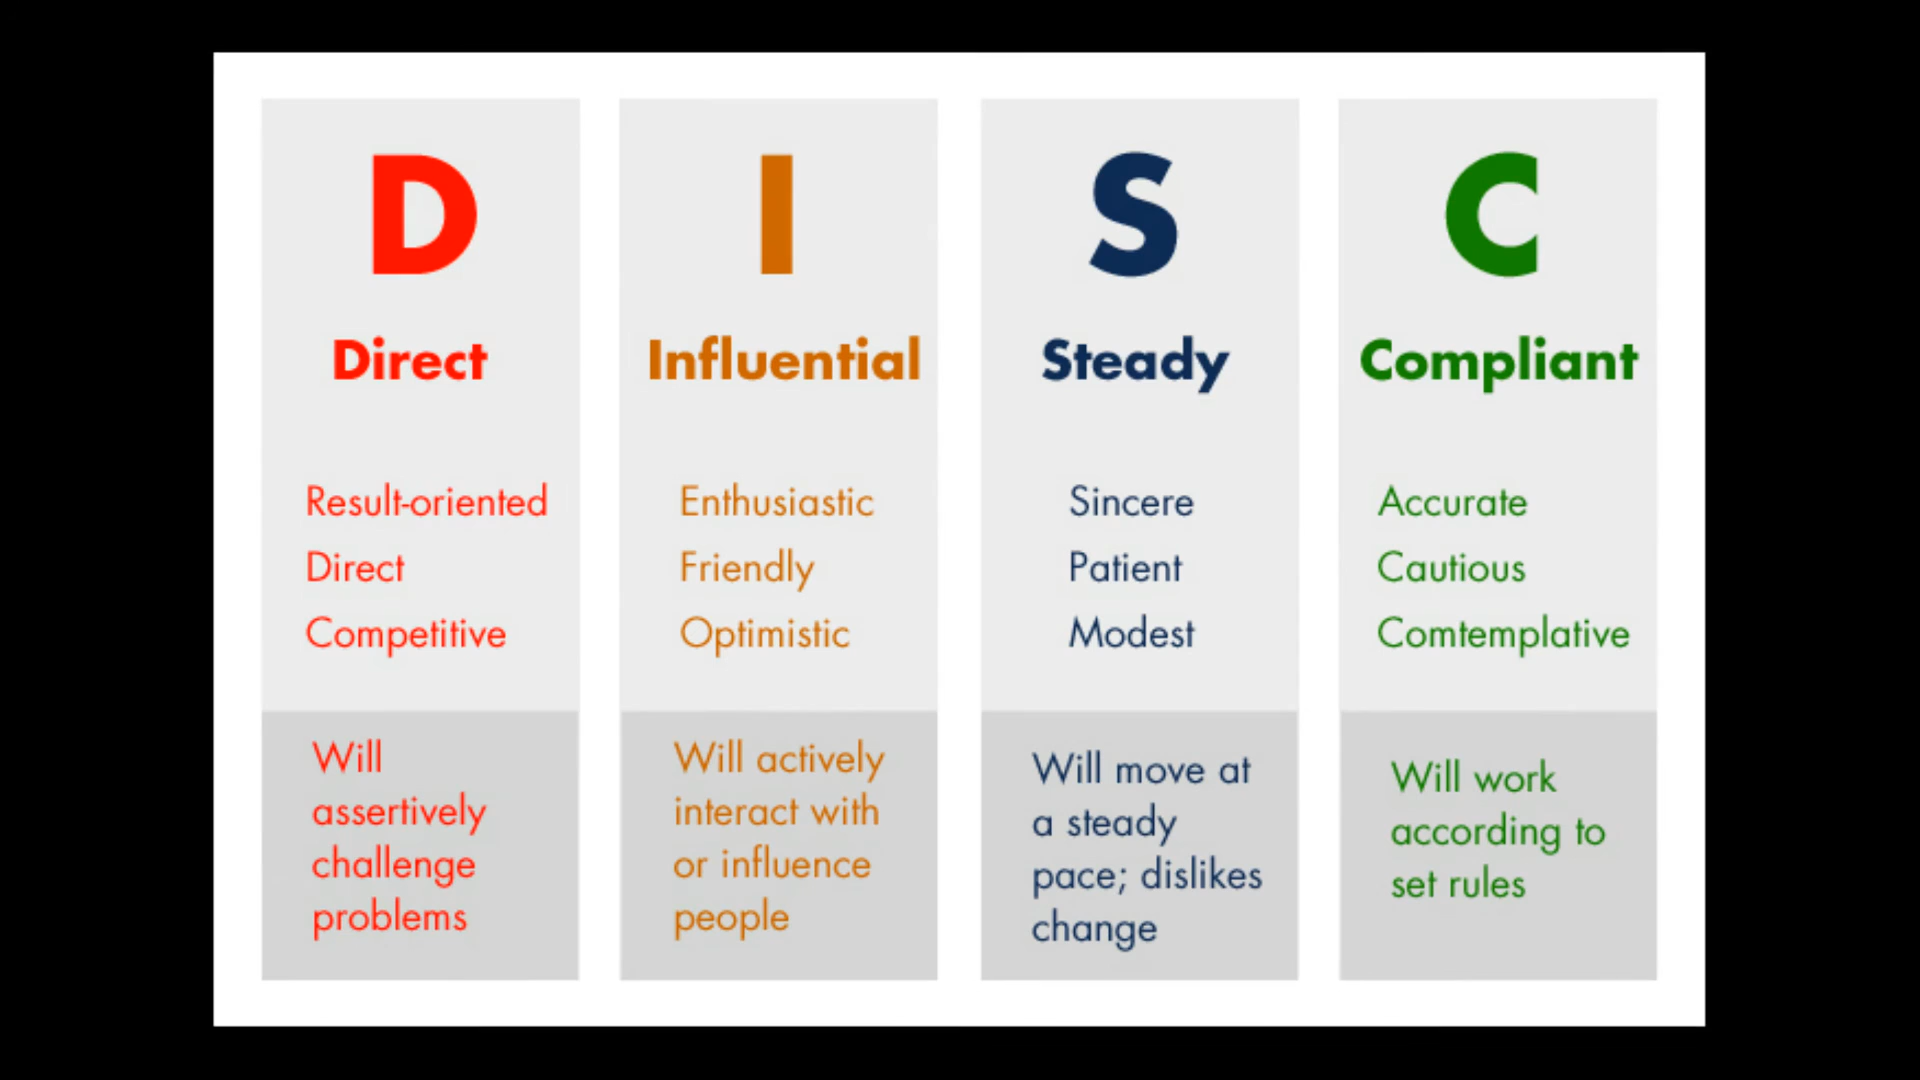 D
Direct
Result-oriented
Direct
Competitive
Will
assertively
challenge
problems
I
Influential
Enthusiastic
Friendly
Optimistic
Will actively
interact with
or influence
people
S
Steady
Sincere
Patient
Modest
Will move at
a steady
pace; dislikes
change
C
Compliant
Accurate
Cautious
Comtemplative
Will work
according to
set rules